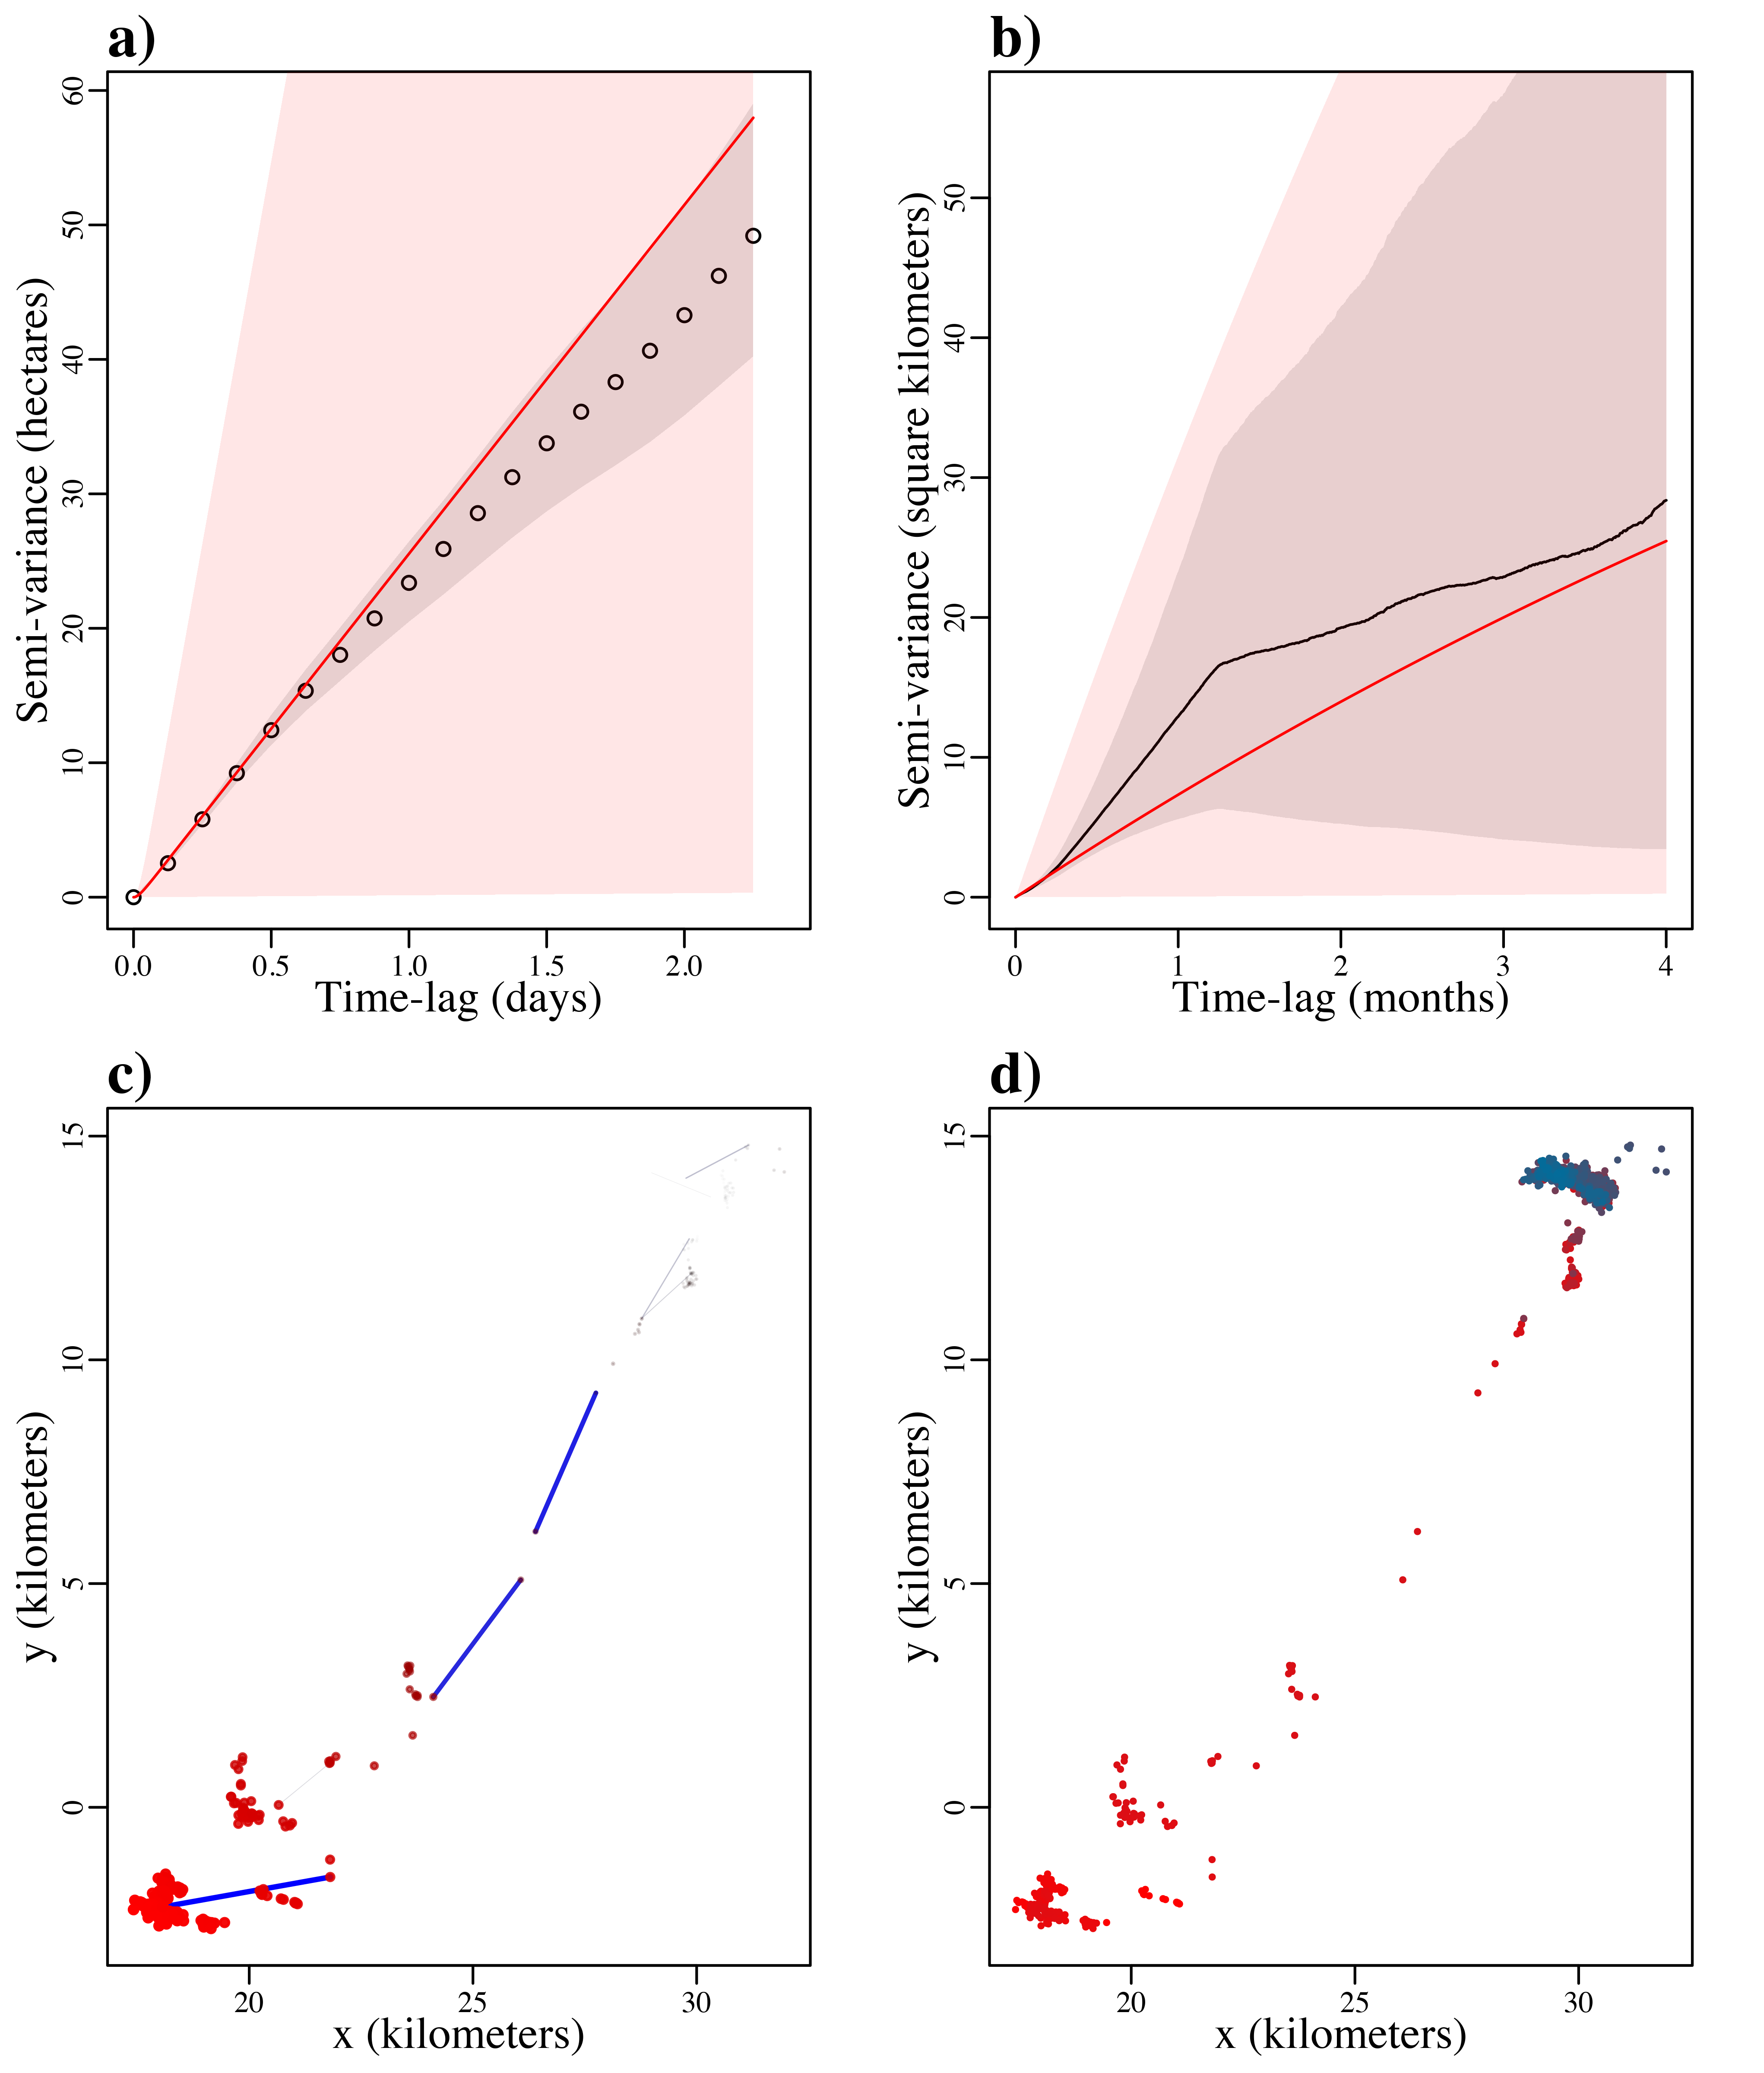 a)
Semi-variance (hectares)
0 10 20 30 40 50 60
0.0 0.5 1.0 1.5 2.0
Time-lag (days)
b)
Semi-variance (square kilometers)
0 10 20 30 40 50
0 1 2 3 4
Time-lag (months)
c)
y (kilometers)
0 5 10 15
20 25 30
x (kilometers)
d)
y (kilometers)
0 5 10 15
20 25 30
x (kilometers)